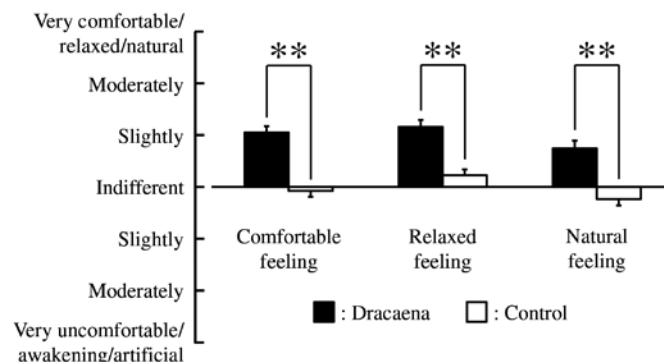 Very comfortable/
relaxed/natural
Moderately
Slightly
Indifferent
Slightly
Moderately
Very uncomfortable/
awakening/artificial
** ** **
Comfortable
feeling
Relaxed
feeling
Natural
feeling
: Dracaena : Control